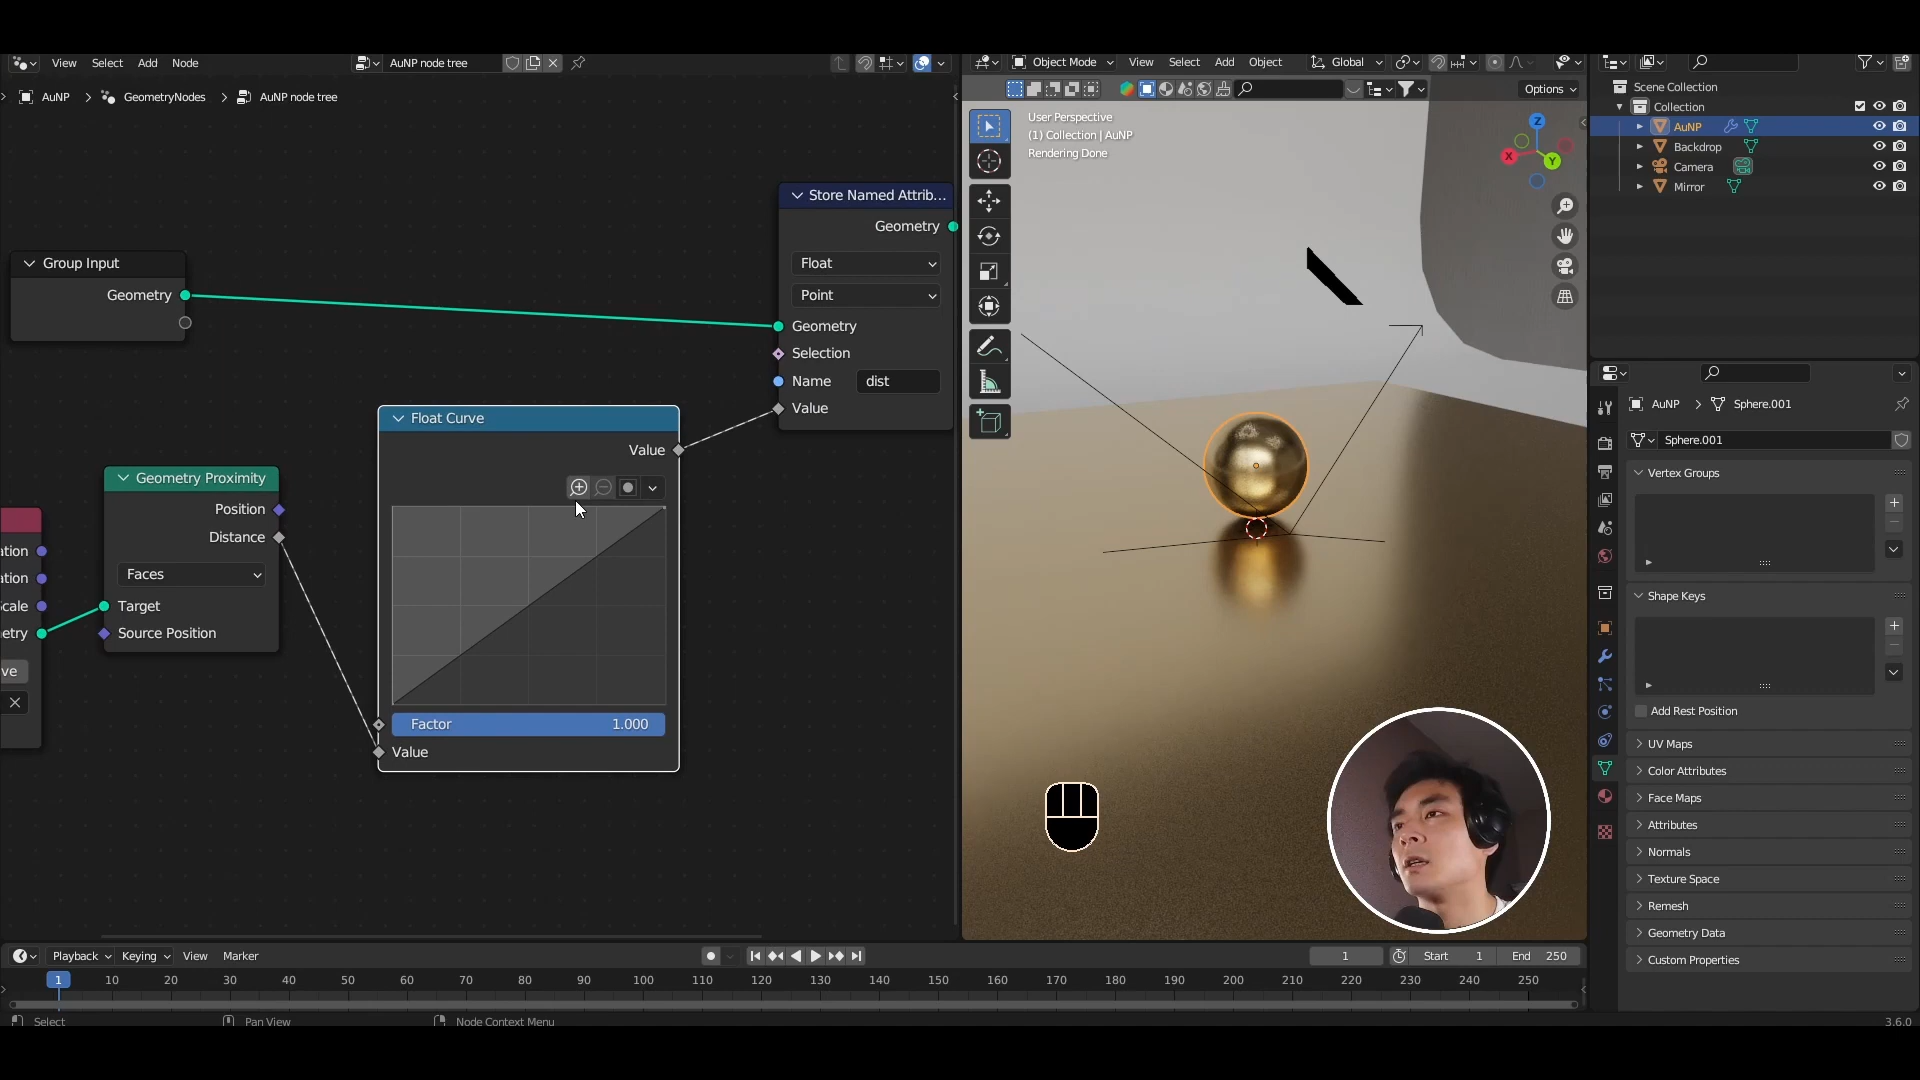 View Select Add Node AuNP node tree
AuNP > GeometryNodes > AuNP node tree
Group Input
Geometry
Store Named Attrib...
Geometry
Float
Point
Geometry
Selection
Name dist
Value
Float Curve
Value
Factor 1.000
Value
Geometry Proximity
Position
Distance
Faces
Target
Source Position
ation
ation
cale
etry
ve
Object Mode View Select Add Object Global
Options
User Perspective
(1) Collection | AuNP
Rendering Done
Z
X
Y
Scene Collection
Collection
AuNP
Backdrop
Camera
Mirror
AuNP > Sphere.001
Sphere.001
Vertex Groups
Shape Keys
Add Rest Position
UV Maps
Color Attributes
Face Maps
Attributes
Normals
Texture Space
Remesh
Geometry Data
Custom Properties
Playback Keying View Marker
1 Start 1 End 250
1 10 20 30 40 50 60 70 80 90 100 110 120 130 140 150 160 170 180 190 200 210 220 230 240 250
Select Pan View Node Context Menu
3.6.0